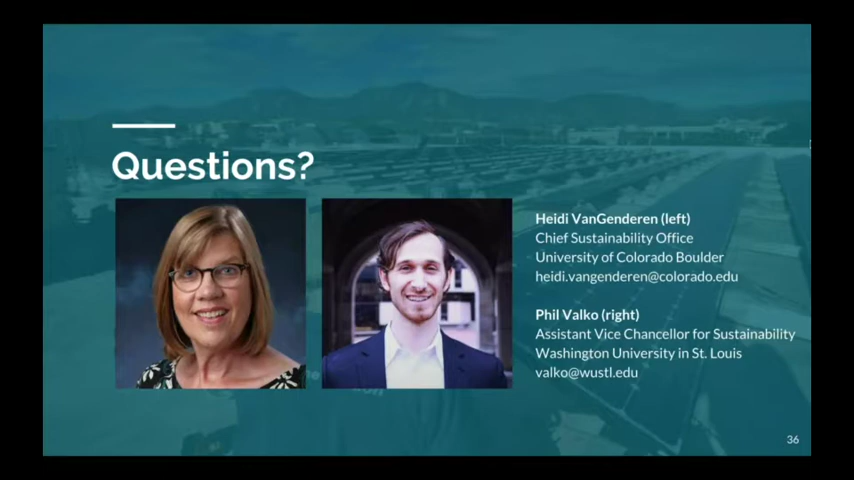 Questions?
Heidi VanGenderen (left)
Chief Sustainability Office
University of Colorado Boulder
heidi.vangenderen@colorado.edu
Phil Valko (right)
Assistant Vice Chancellor for Sustainability
Washington University in St. Louis
valko@wustl.edu
36